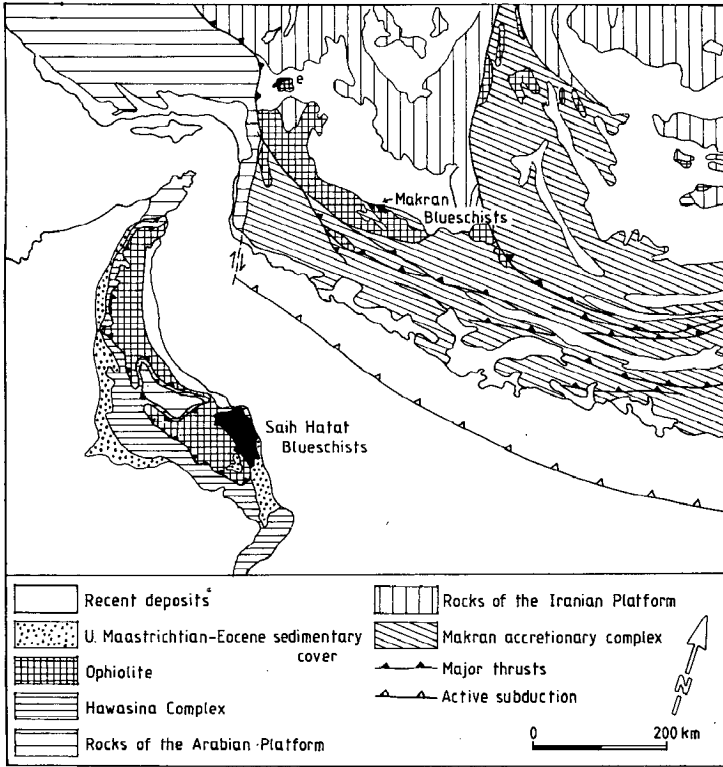 e
Makran
Blueschists
Saih Hatat
Blueschists
Recent deposits
U. Maastrichtian-Eocene sedimentary
cover
Ophiolite
Hawasina Complex
Rocks of the Arabian Platform
Rocks of the Iranian Platform
Makran accretionary complex
Major thrusts
Active subduction
N
0 200 km